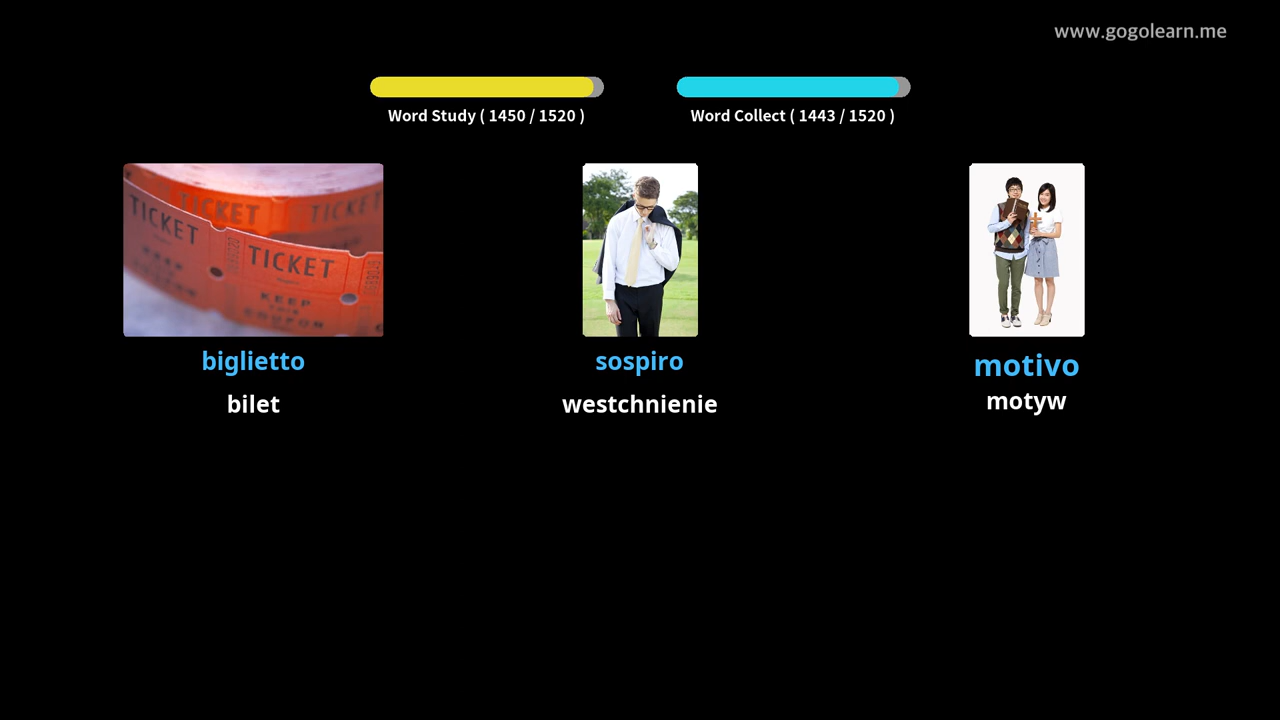 www.gogolearn.me
Word Study ( 1450 / 1520 )
Word Collect ( 1443 / 1520 )
TICKET
TICKET
TICKET
TICKET
KEEP
biglietto
sospiro
motivo
bilet
westchnienie
motyw